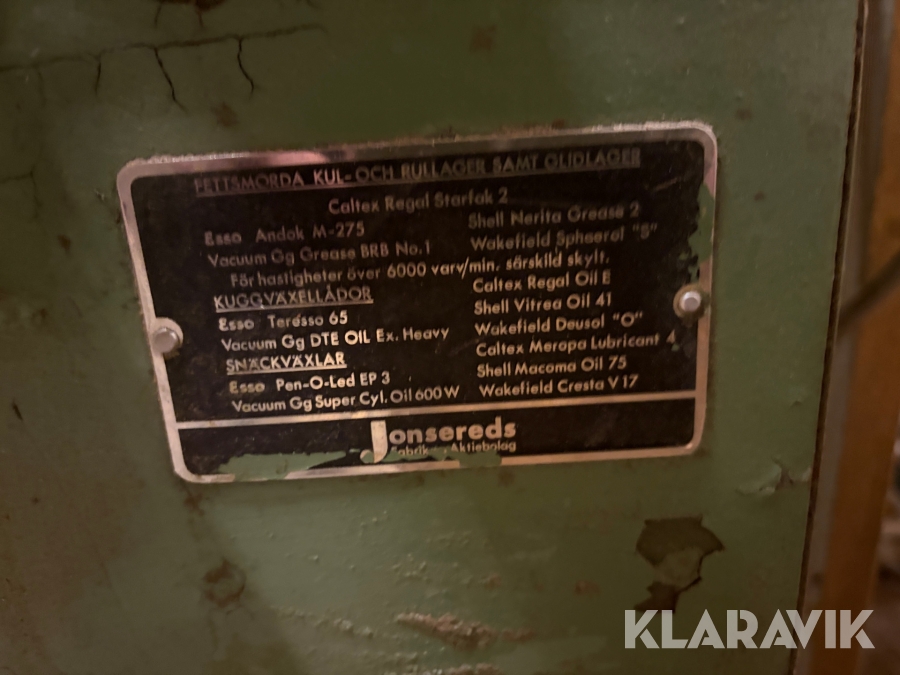 FETTSMORDA KUL- OCH RULLAGER SAMT GLIDLAGER
Caltex Regal Starfak 2
Esso Andok M-275 Shell Nerita Grease 2
Vacuum Gg Grease BRB No.1 Wakefield Spherol "S"
För hastigheter över 6000 varv/min. särskild skylt.
KUGGVÄXELLÅDOR Caltex Regal Oil E
Esso Teresso 65 Shell Vitrea Oil 41
Vacuum Gg DTE OIL Ex. Heavy Wakefield Deusol "O"
SNÄCKVÄXLAR Caltex Meropa Lubricant 4
Esso Pen-O-Led EP 3 Shell Macoma Oil 75
Vacuum Gg Super Cyl. Oil 600 W Wakefield Cresta V 17
Jonsereds
Fabrik Aktiebolag
KLARAVIK